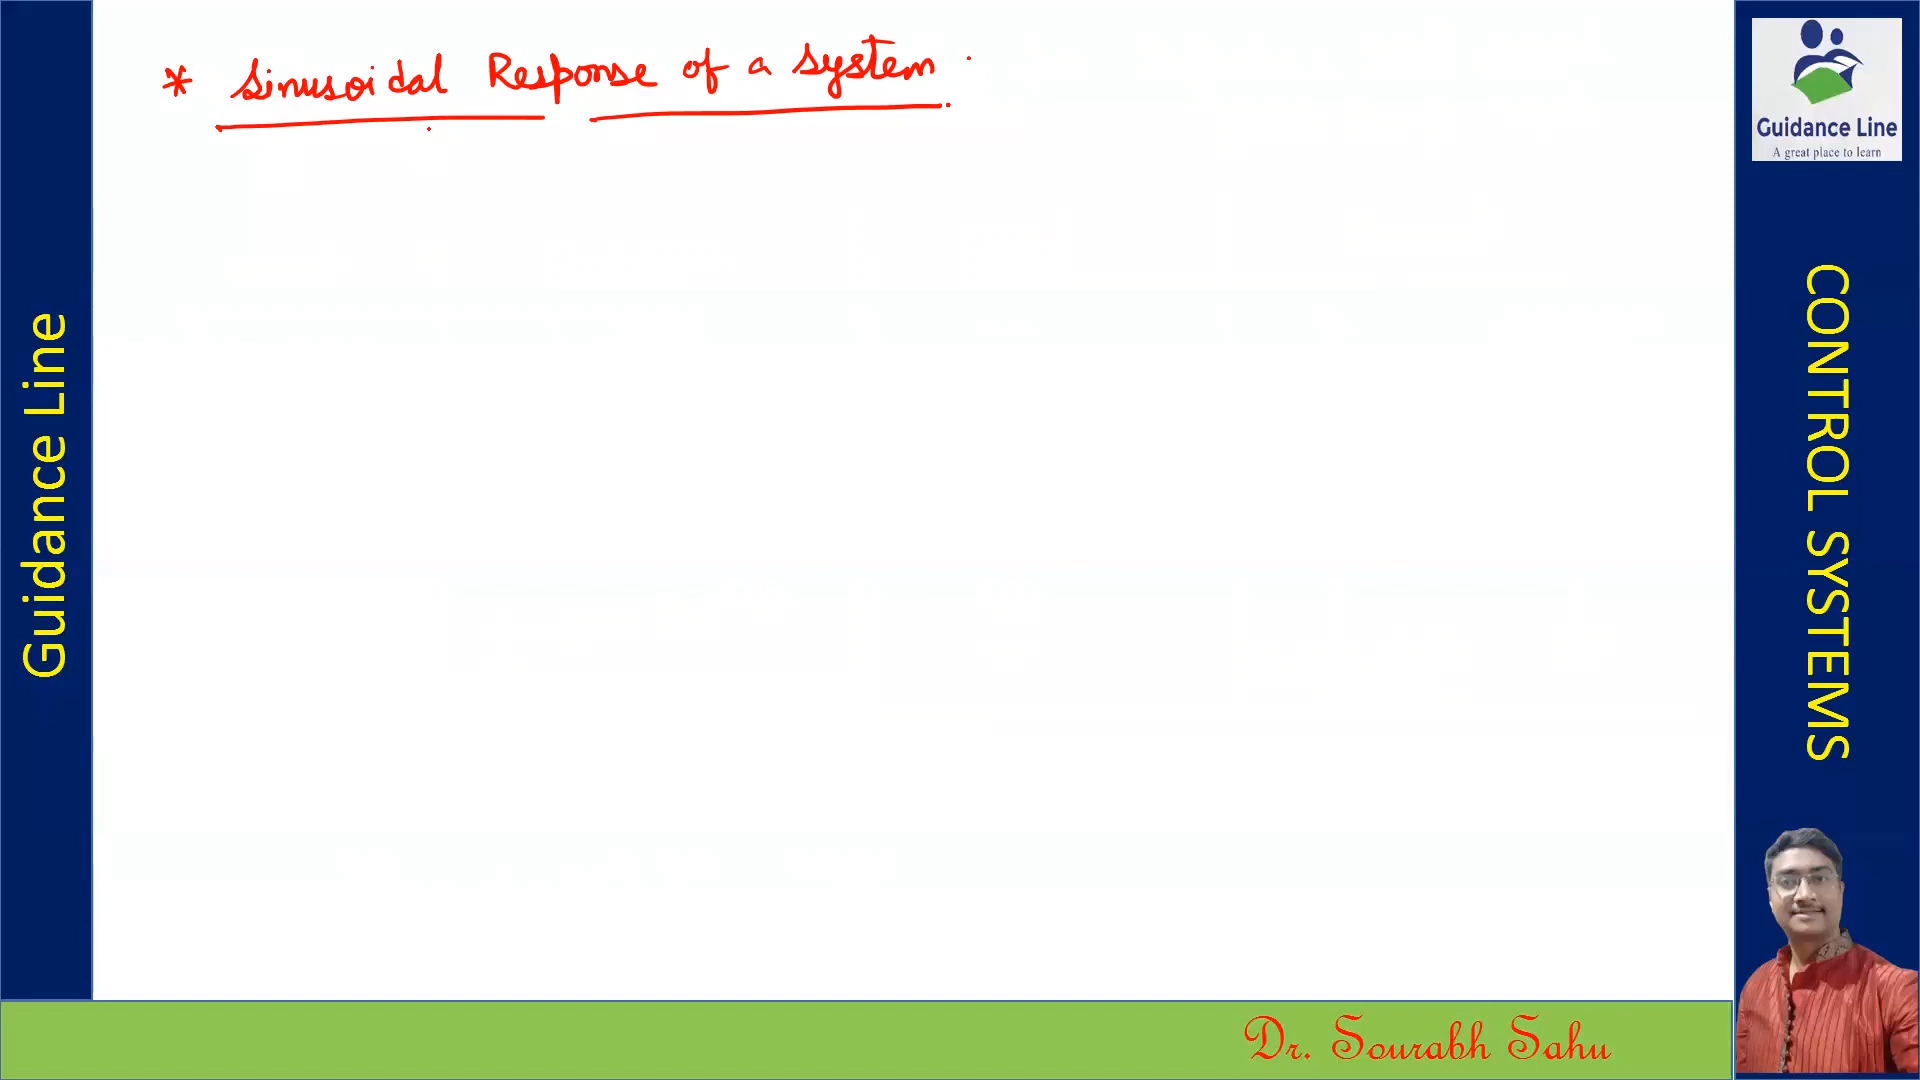 * Sinusoidal Response of a system.
Guidance Line
A great place to learn
Guidance Line
CONTROL SYSTEMS
Dr. Sourabh Sahu